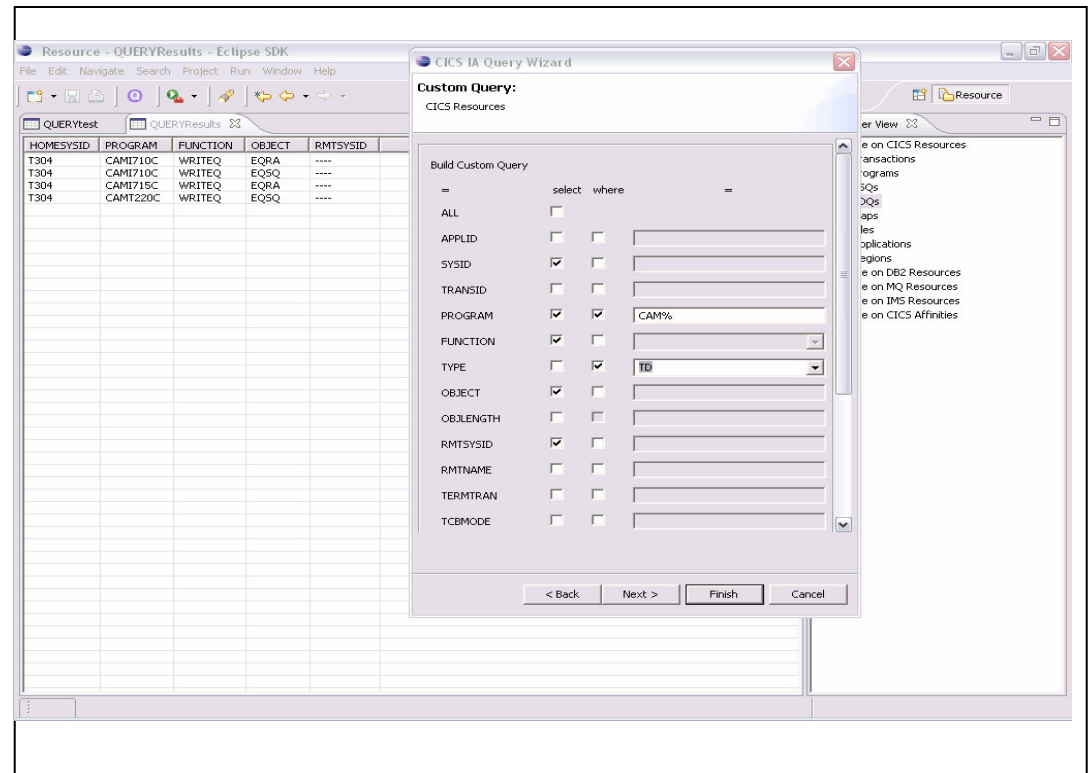 Resource - QUERYResults - Eclipse SDK
File Edit Navigate Search Project Run Window Help
Resource
QUERYtest QUERYResults
HOMESYSID PROGRAM FUNCTION OBJECT RMTSYSID
T304 CAMI710C WRITEQ EQRA ----
T304 CAMI710C WRITEQ EQSQ ----
T304 CAMI715C WRITEQ EQRA ----
T304 CAMT220C WRITEQ EQSQ ----
CICS IA Query Wizard
Custom Query:
CICS Resources
Build Custom Query
= select where =
ALL
APPLID
SYSID
TRANSID
PROGRAM CAM%
FUNCTION
TYPE TD
OBJECT
OBJLENGTH
RMTSYSID
RMTNAME
TERMTRAN
TCBMODE
< Back Next > Finish Cancel
er View
e on CICS Resources
ransactions
rograms
SQs
DQs
aps
les
pplications
egions
e on DB2 Resources
e on MQ Resources
e on IMS Resources
e on CICS Affinities